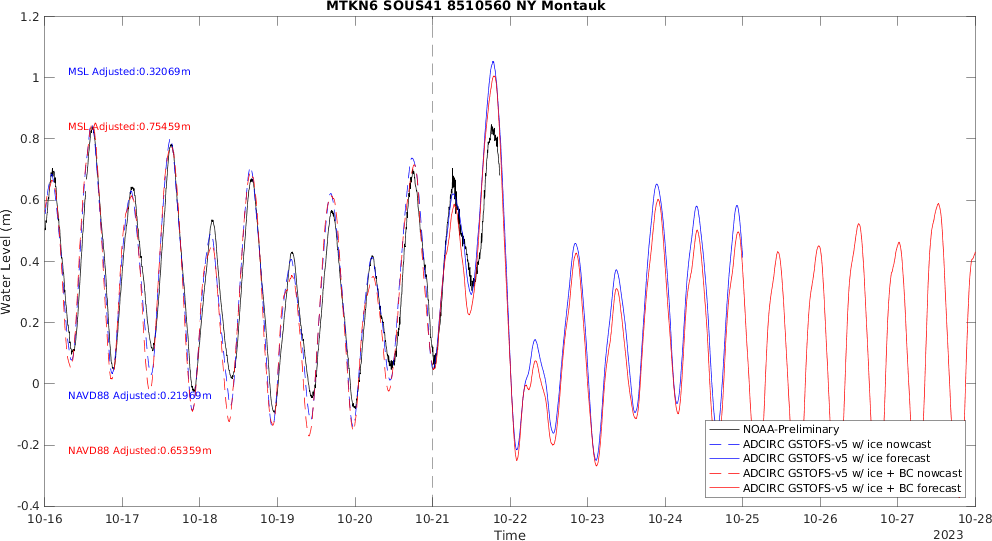 MTKN6 SOUS41 8510560 NY Montauk
1.2
1
0.8
0.6
0.4
0.2
0
-0.2
-0.4
Water Level (m)
MSL Adjusted:0.32069m
MSL Adjusted:0.75459m
NAVD88 Adjusted:0.21969m
NAVD88 Adjusted:0.65359m
NOAA-Preliminary
ADCIRC GSTOFS-v5 w/ ice nowcast
ADCIRC GSTOFS-v5 w/ ice forecast
ADCIRC GSTOFS-v5 w/ ice + BC nowcast
ADCIRC GSTOFS-v5 w/ ice + BC forecast
10-16 10-17 10-18 10-19 10-20 10-21 10-22 10-23 10-24 10-25 10-26 10-27 10-28
Time
2023